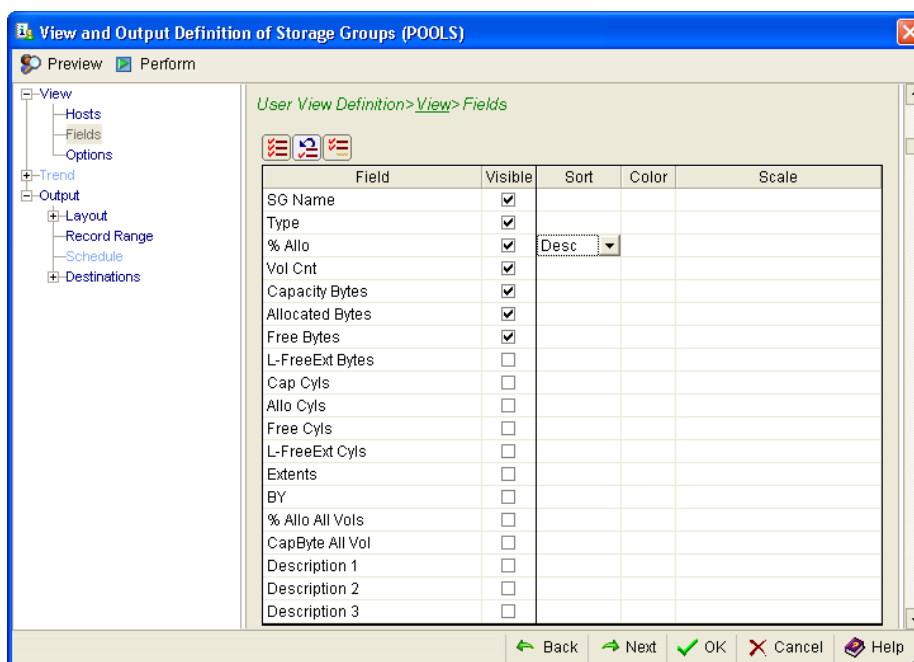 View and Output Definition of Storage Groups (POOLS)
Preview Perform
View
Hosts
Fields
Options
Trend
Output
Layout
Record Range
Schedule
Destinations
User View Definition>View>Fields
Field Visible Sort Color Scale
SG Name
Type
% Allo Desc
Vol Cnt
Capacity Bytes
Allocated Bytes
Free Bytes
L-FreeExt Bytes
Cap Cyls
Allo Cyls
Free Cyls
L-FreeExt Cyls
Extents
BY
% Allo All Vols
CapByte All Vol
Description 1
Description 2
Description 3
Back Next OK Cancel Help